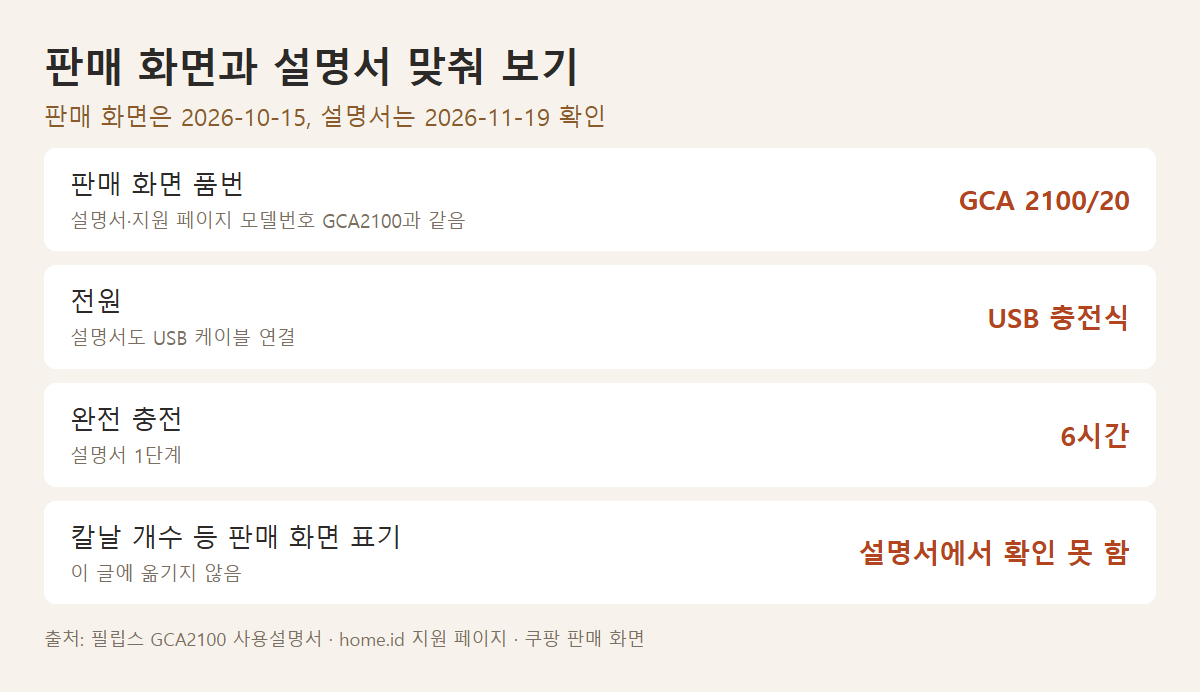 판매 화면과 설명서 맞춰 보기
판매 화면은 2026-10-15, 설명서는 2026-11-19 확인
판매 화면 품번
설명서·지원 페이지 모델번호 GCA2100과 같음
GCA 2100/20
전원
설명서도 USB 케이블 연결
USB 충전식
완전 충전
설명서 1단계
6시간
칼날 개수 등 판매 화면 표기
이 글에 옮기지 않음
설명서에서 확인 못 함
출처: 필립스 GCA2100 사용설명서 · home.id 지원 페이지 · 쿠팡 판매 화면